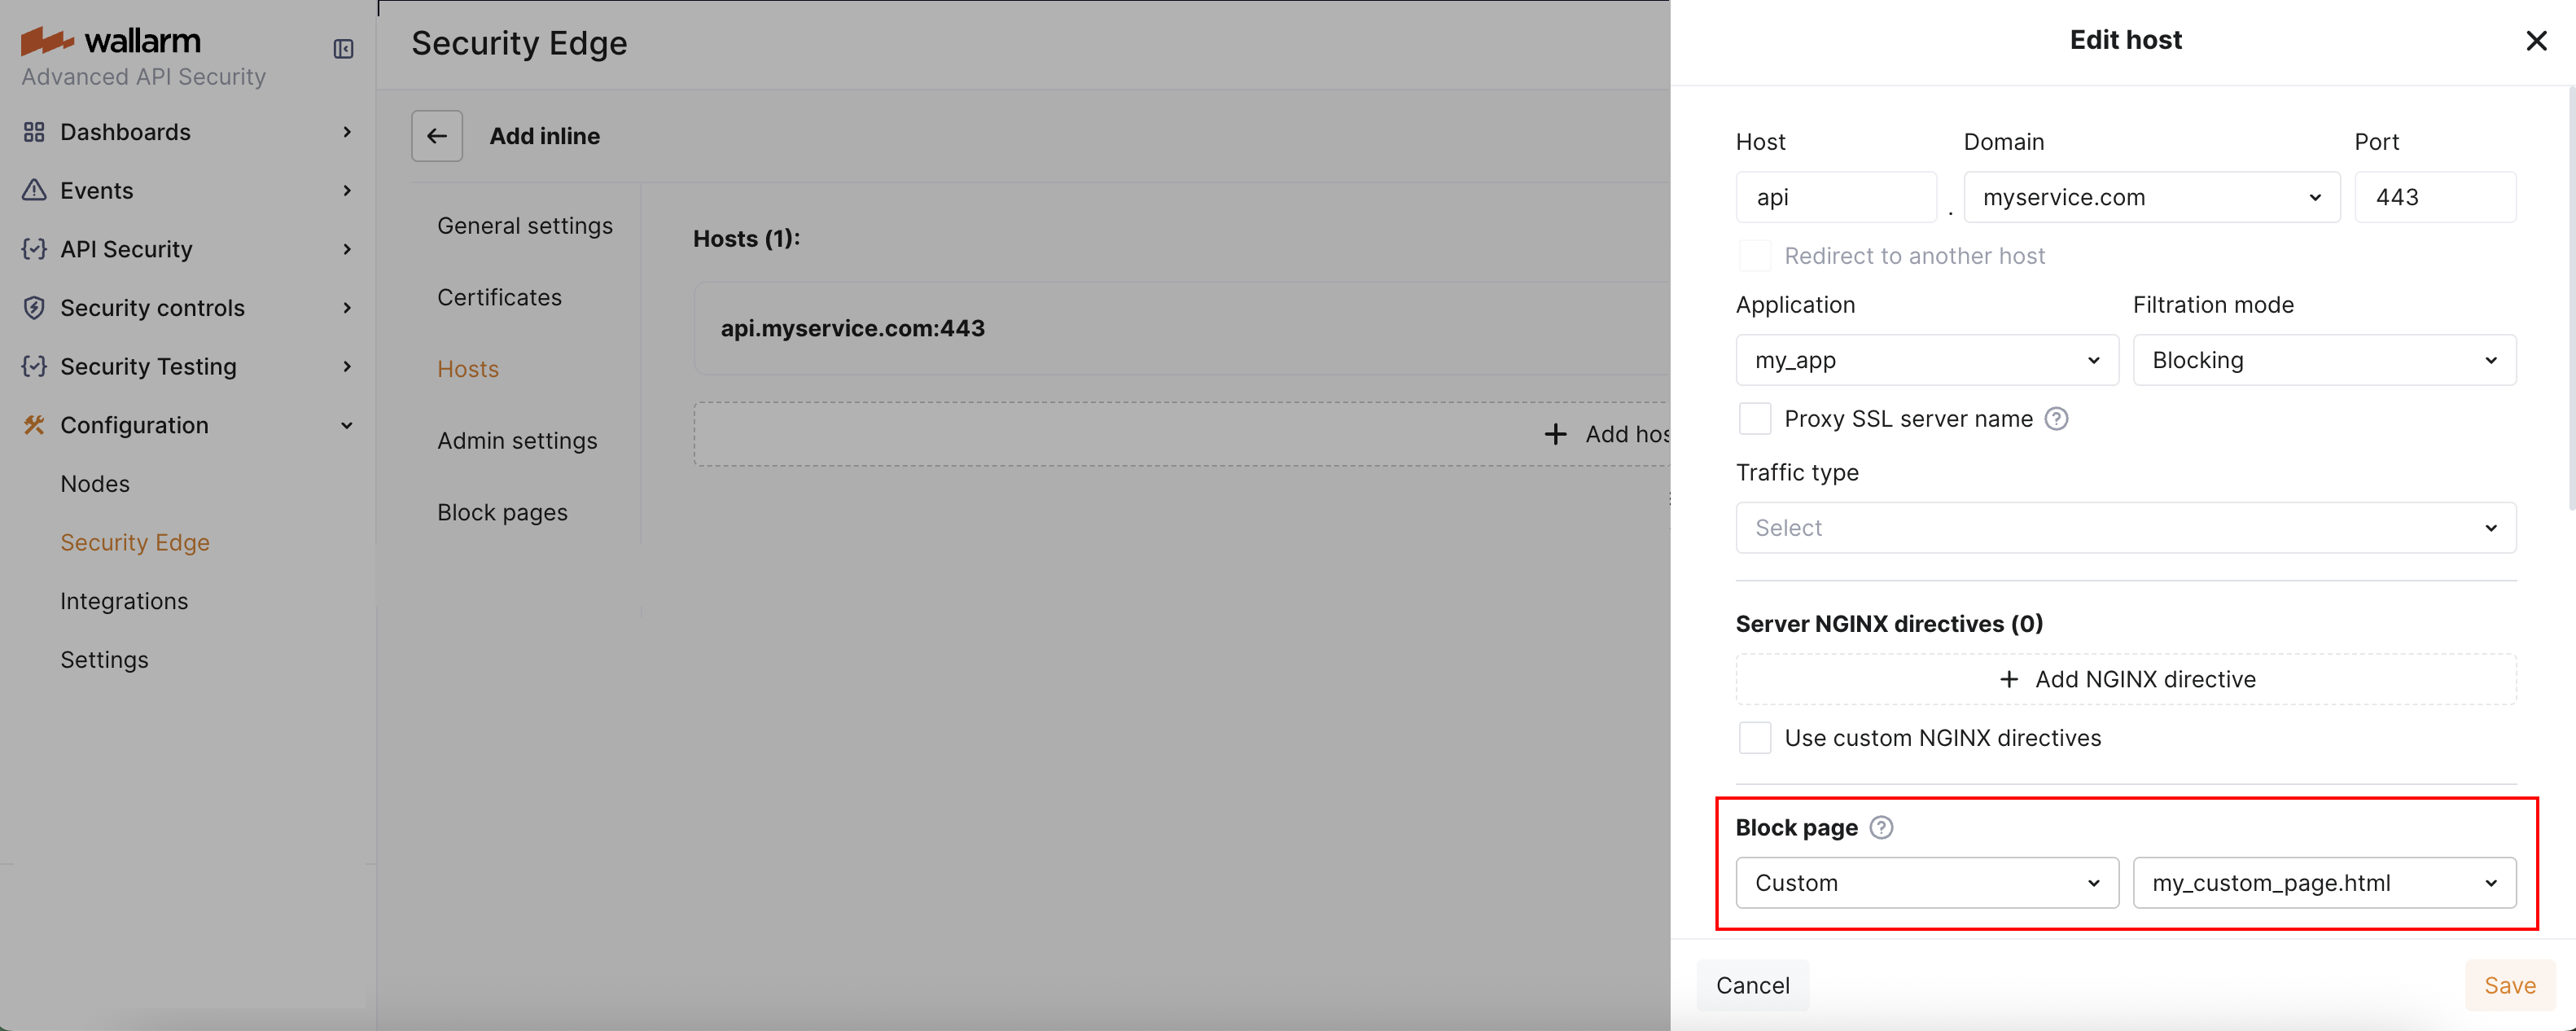 wallarm
Advanced API Security
Dashboards
Events
API Security
Security controls
Security Testing
Configuration
Nodes
Security Edge
Integrations
Settings
Security Edge
Add inline
General settings
Certificates
Hosts
Admin settings
Block pages
Hosts (1):
api.myservice.com:443
+ Add hos
Edit host
Host
Domain
Port
api
.
myservice.com
443
Redirect to another host
Application
Filtration mode
my_app
Blocking
Proxy SSL server name ?
Traffic type
Select
Server NGINX directives (0)
+ Add NGINX directive
Use custom NGINX directives
Block page ?
Custom
my_custom_page.html
Cancel
Save